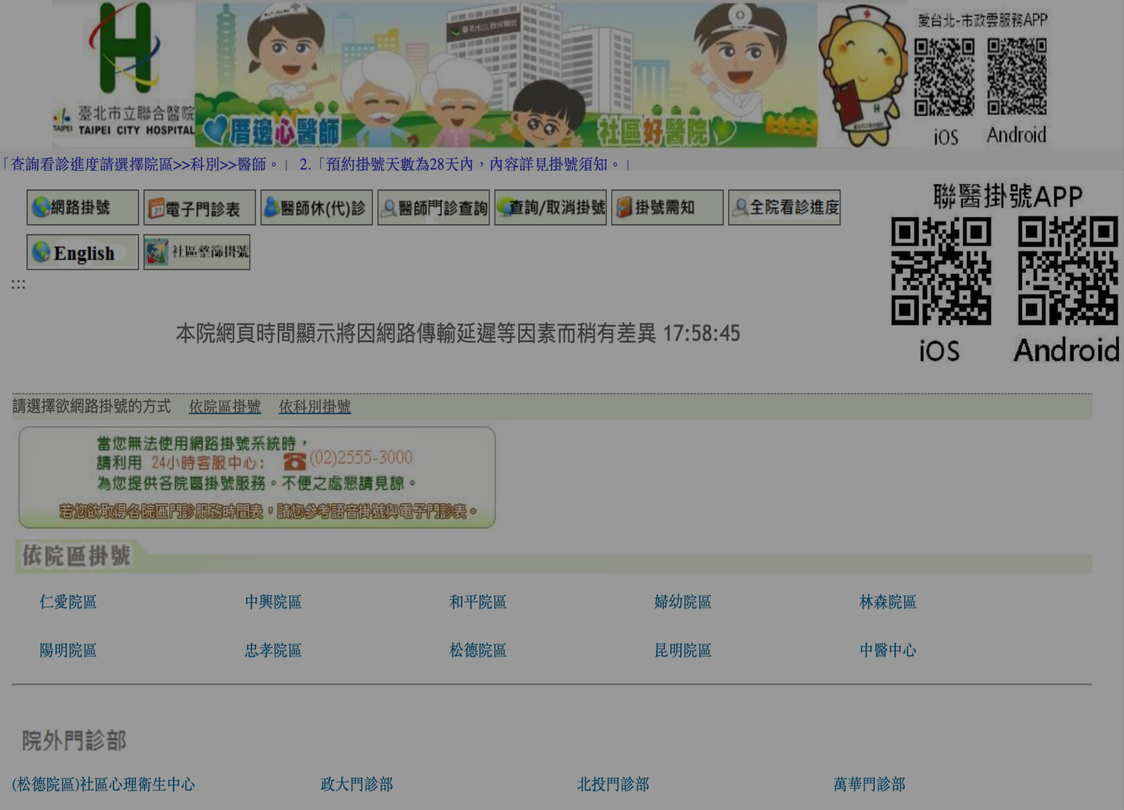 愛台北-市政雲服務APP
臺北市立聯合醫院
臺北市立聯合醫院
TAIPEI
TAIPEI CITY HOSPITAL
厝邊心醫師
社區好醫院
iOS
Android
「查詢看診進度請選擇院區>>科別>>醫師。」 2.「預約掛號天數為28天內，內容詳見掛號須知。」
聯醫掛號APP
網路掛號
電子門診表
醫師休(代)診
醫師門診查詢
查詢/取消掛號
掛號需知
全院看診進度
English
社區整篩掛號
:::
iOS
Android
本院網頁時間顯示將因網路傳輸延遲等因素而稍有差異 17:58:45
請選擇欲網路掛號的方式 依院區掛號 依科別掛號
當您無法使用網路掛號系統時，
請利用 24小時客服中心: (02)2555-3000
為您提供各院區掛號服務。不便之處懇請見諒。
若您欲取得各院區門診服務時間表，請您參考語音掛號與電子門診表。
依院區掛號
仁愛院區 中興院區 和平院區 婦幼院區 林森院區
陽明院區 忠孝院區 松德院區 昆明院區 中醫中心
院外門診部
(松德院區)社區心理衛生中心 政大門診部 北投門診部 萬華門診部